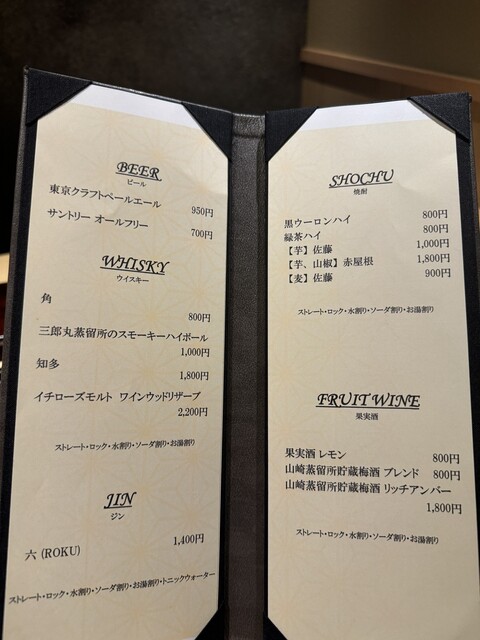 BEER
ビール
東京クラフトペールエール
950円
サントリー オールフリー
700円
WHISKY
ウイスキー
角
800円
三郎丸蒸留所のスモーキーハイボール
1,000円
知多
1,800円
イチローズモルト ワインウッドリザーブ
2,200円
ストレート・ロック・水割り・ソーダ割り・お湯割り
JIN
ジン
六 (ROKU) 1,400円
ストレート・ロック・水割り・ソーダ割り・お湯割り・トニックウォーター
SHOCHU
焼酎
黒ウーロンハイ 800円
緑茶ハイ 800円
【芋】佐藤 1,000円
【芋、山椒】赤屋根 1,800円
【麦】佐藤 900円
ストレート・ロック・水割り・ソーダ割り・お湯割り
FRUIT WINE
果実酒
果実酒 レモン 800円
山崎蒸留所貯蔵梅酒 ブレンド 800円
山崎蒸留所貯蔵梅酒 リッチアンバー
1,800円
ストレート・ロック・水割り・ソーダ割り・お湯割り